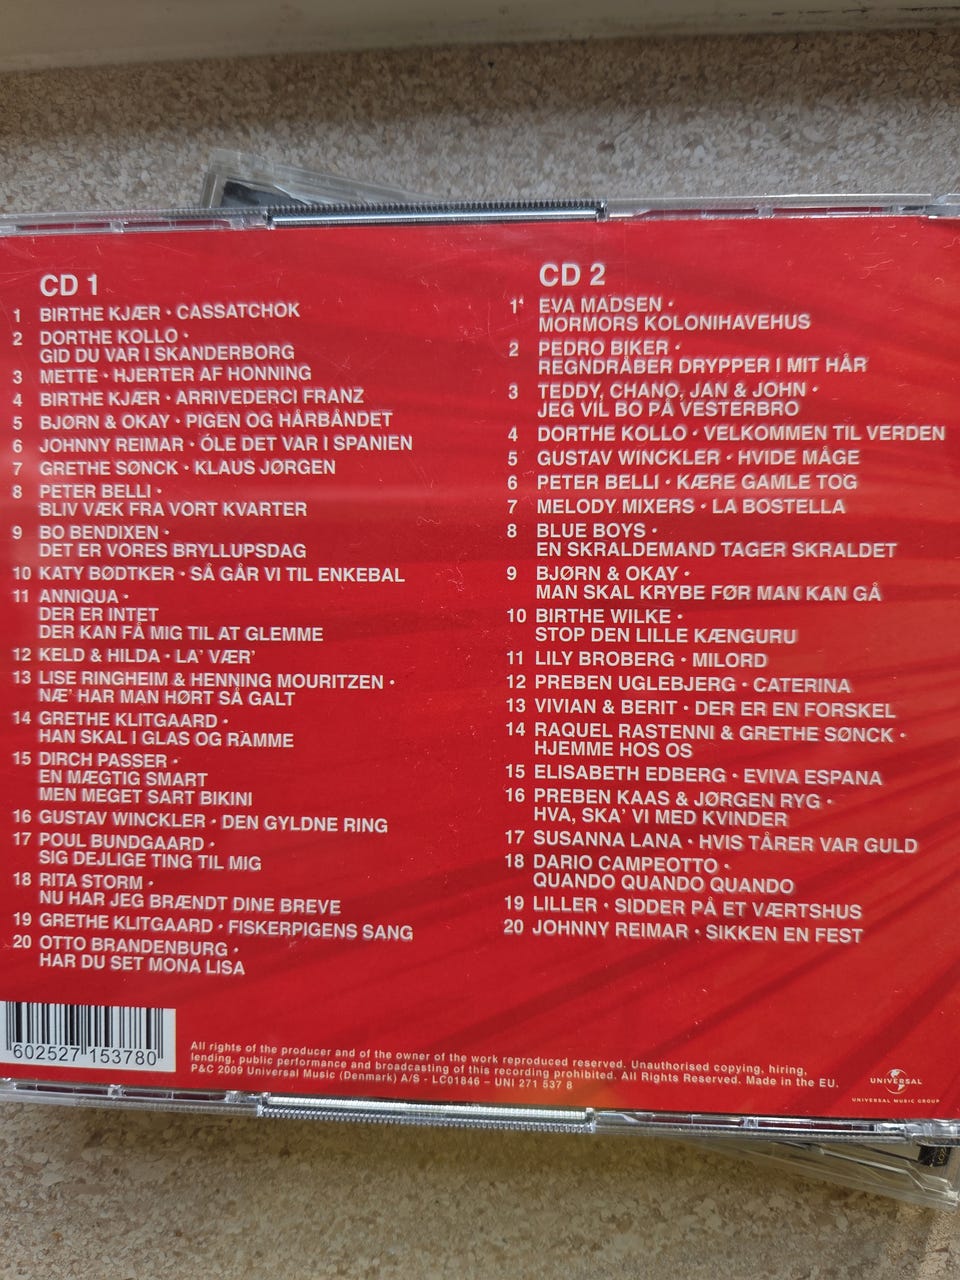 CD 1
1 BIRTHE KJÆR • CASSATCHOK
2 DORTHE KOLLO •
GID DU VAR I SKANDERBORG
3 METTE • HJERTER AF HONNING
4 BIRTHE KJÆR • ARRIVEDERCI FRANZ
5 BJØRN & OKAY • PIGEN OG HÅRBÅNDET
6 JOHNNY REIMAR • ÓLE DET VAR I SPANIEN
7 GRETHE SØNCK • KLAUS JØRGEN
8 PETER BELLI •
BLIV VÆK FRA VORT KVARTER
9 BO BENDIXEN •
DET ER VORES BRYLLUPSDAG
10 KATY BØDTKER • SÅ GÅR VI TIL ENKEBAL
11 ANNIQUA •
DER ER INTET
DER KAN FÅ MIG TIL AT GLEMME
12 KELD & HILDA • LA' VÆR'
13 LISE RINGHEIM & HENNING MOURITZEN •
NÆ' HAR MAN HØRT SÅ GALT
14 GRETHE KLITGAARD •
HAN SKAL I GLAS OG RAMME
15 DIRCH PASSER •
EN MÆGTIG SMART
MEN MEGET SART BIKINI
16 GUSTAV WINCKLER • DEN GYLDNE RING
17 POUL BUNDGAARD •
SIG DEJLIGE TING TIL MIG
18 RITA STORM •
NU HAR JEG BRÆNDT DINE BREVE
19 GRETHE KLITGAARD • FISKERPIGENS SANG
20 OTTO BRANDENBURG •
HAR DU SET MONA LISA
CD 2
1 EVA MADSEN •
MORMORS KOLONIHAVEHUS
2 PEDRO BIKER •
REGNDRÅBER DRYPPER I MIT HÅR
3 TEDDY, CHANO, JAN & JOHN •
JEG VIL BO PÅ VESTERBRO
4 DORTHE KOLLO • VELKOMMEN TIL VERDEN
5 GUSTAV WINCKLER • HVIDE MÅGE
6 PETER BELLI • KÆRE GAMLE TOG
7 MELODY MIXERS • LA BOSTELLA
8 BLUE BOYS •
EN SKRALDEMAND TAGER SKRALDET
9 BJØRN & OKAY •
MAN SKAL KRYBE FØR MAN KAN GÅ
10 BIRTHE WILKE •
STOP DEN LILLE KÆNGURU
11 LILY BROBERG • MILORD
12 PREBEN UGLEBJERG • CATERINA
13 VIVIAN & BERIT • DER ER EN FORSKEL
14 RAQUEL RASTENNI & GRETHE SØNCK •
HJEMME HOS OS
15 ELISABETH EDBERG • EVIVA ESPANA
16 PREBEN KAAS & JØRGEN RYG •
HVA, SKA' VI MED KVINDER
17 SUSANNA LANA • HVIS TÅRER VAR GULD
18 DARIO CAMPEOTTO •
QUANDO QUANDO QUANDO
19 LILLER • SIDDER PÅ ET VÆRTSHUS
20 JOHNNY REIMAR • SIKKEN EN FEST
602527 153780
All rights of the producer and of the owner of the work reproduced reserved. Unauthorised copying, hiring,
lending, public performance and broadcasting of this recording prohibited. All Rights Reserved. Made in the EU.
P&C 2009 Universal Music (Denmark) A/S - LC01846 – UNI 271 537 8
UNIVERSAL
UNIVERSAL MUSIC GROUP